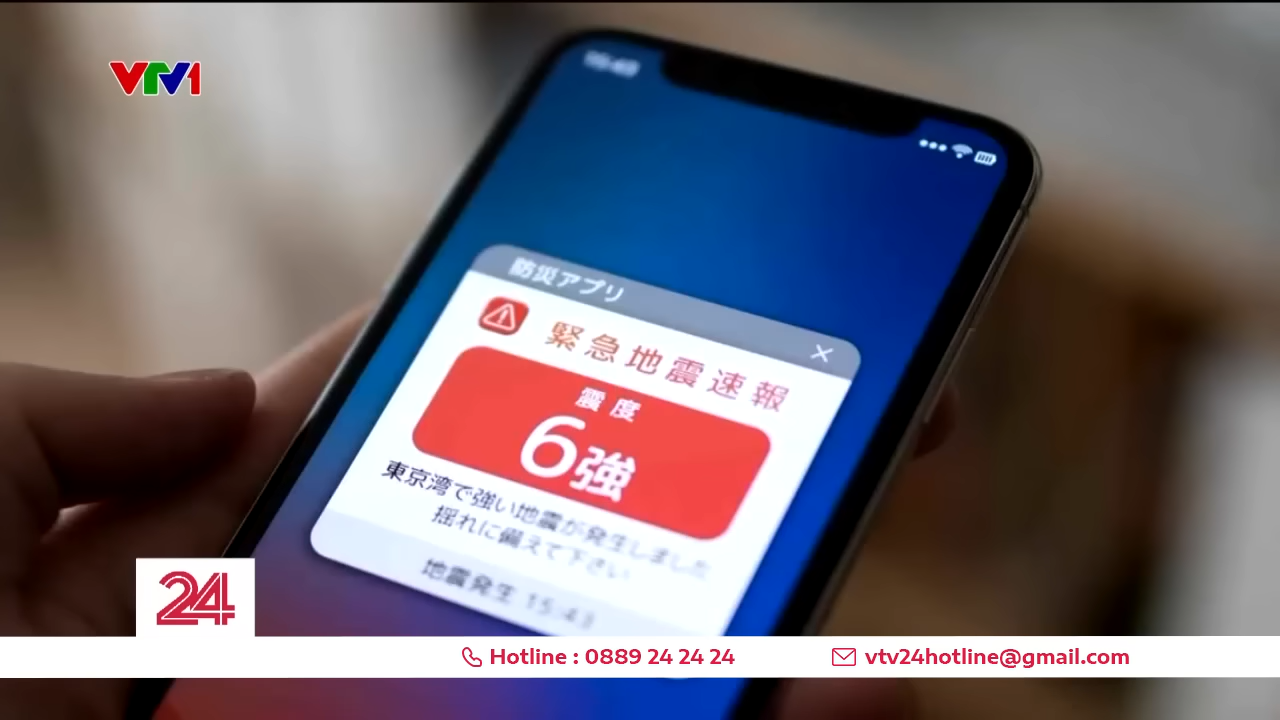 VTV1
15:43
防災アプリ
緊急地震速報
震度
6強
東京湾で強い地震が発生しました
揺れに備えて下さい
地震発生 15:43
24
Hotline : 0889 24 24 24
vtv24hotline@gmail.com